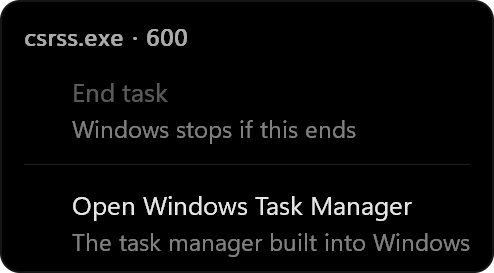 csrss.exe · 600
End task
Windows stops if this ends
Open Windows Task Manager
The task manager built into Windows